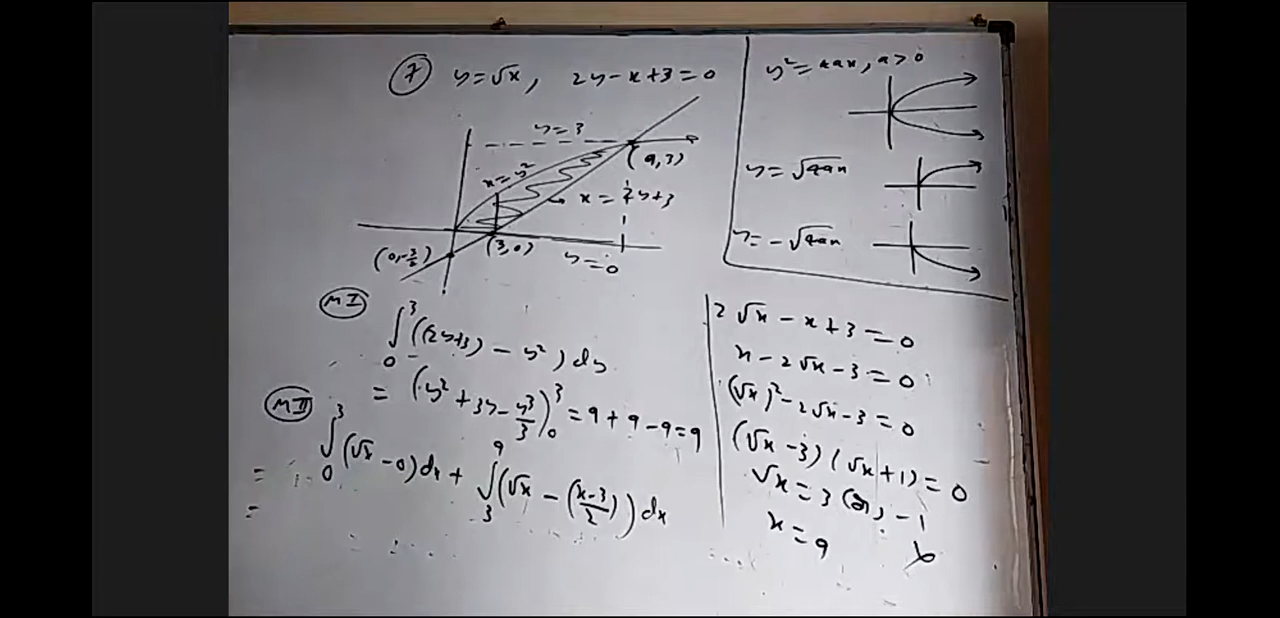 7 y = √x, 2y - x + 3 = 0
y = 3
(9, 3)
x = y²
x = 2y + 3
(0, -3/2)
(3, 0)
y = 0
y² = 4ax, a > 0
y = √4ax
y = -√4ax
M I
∫₀³ ((2y+3) - y²) dy
= (y² + 3y - y³/3)₀³ = 9 + 9 - 9 = 9
M II
∫₀³ (√x - 0) dx + ∫₃⁹ (√x - ((x-3)/2)) dx
=
=
2√x - x + 3 = 0
x - 2√x - 3 = 0
(√x)² - 2√x - 3 = 0
(√x - 3)(√x + 1) = 0
√x = 3 (or), -1
x = 9